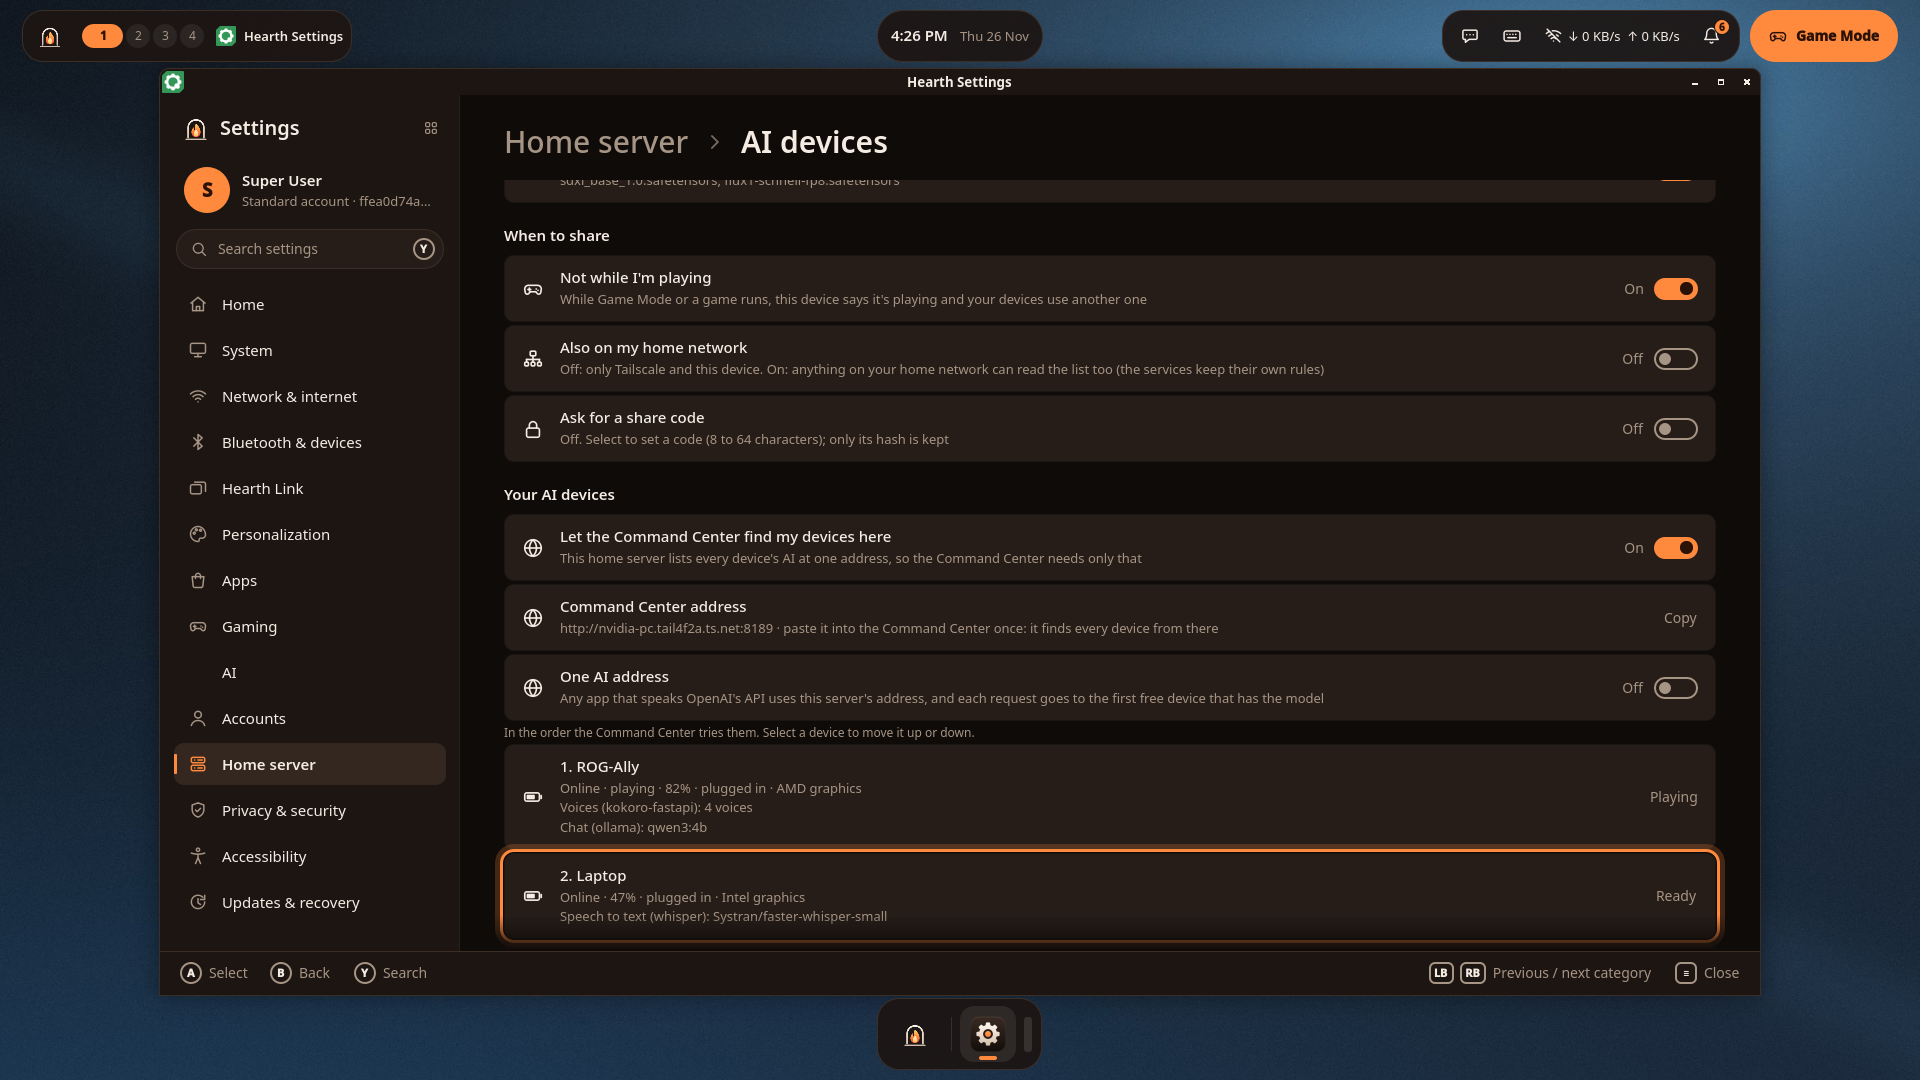 1 2 3 4 Hearth Settings
4:26 PM Thu 26 Nov
↓ 0 KB/s ↑ 0 KB/s
6
Game Mode
Hearth Settings
Settings
S
Super User
Standard account · ffea0d74a...
Search settings Y
Home
System
Network & internet
Bluetooth & devices
Hearth Link
Personalization
Apps
Gaming
AI
Accounts
Home server
Privacy & security
Accessibility
Updates & recovery
Home server > AI devices
sdxl_base_1.0.safetensors, flux1-schnell-fp8.safetensors
When to share
Not while I'm playing
While Game Mode or a game runs, this device says it's playing and your devices use another one
On
Also on my home network
Off: only Tailscale and this device. On: anything on your home network can read the list too (the services keep their own rules)
Off
Ask for a share code
Off. Select to set a code (8 to 64 characters); only its hash is kept
Off
Your AI devices
Let the Command Center find my devices here
This home server lists every device's AI at one address, so the Command Center needs only that
On
Command Center address
http://nvidia-pc.tail4f2a.ts.net:8189 · paste it into the Command Center once: it finds every device from there
Copy
One AI address
Any app that speaks OpenAI's API uses this server's address, and each request goes to the first free device that has the model
Off
In the order the Command Center tries them. Select a device to move it up or down.
1. ROG-Ally
Online · playing · 82% · plugged in · AMD graphics
Voices (kokoro-fastapi): 4 voices
Chat (ollama): qwen3:4b
Playing
2. Laptop
Online · 47% · plugged in · Intel graphics
Speech to text (whisper): Systran/faster-whisper-small
Ready
A Select B Back Y Search
LB RB Previous / next category ≡ Close